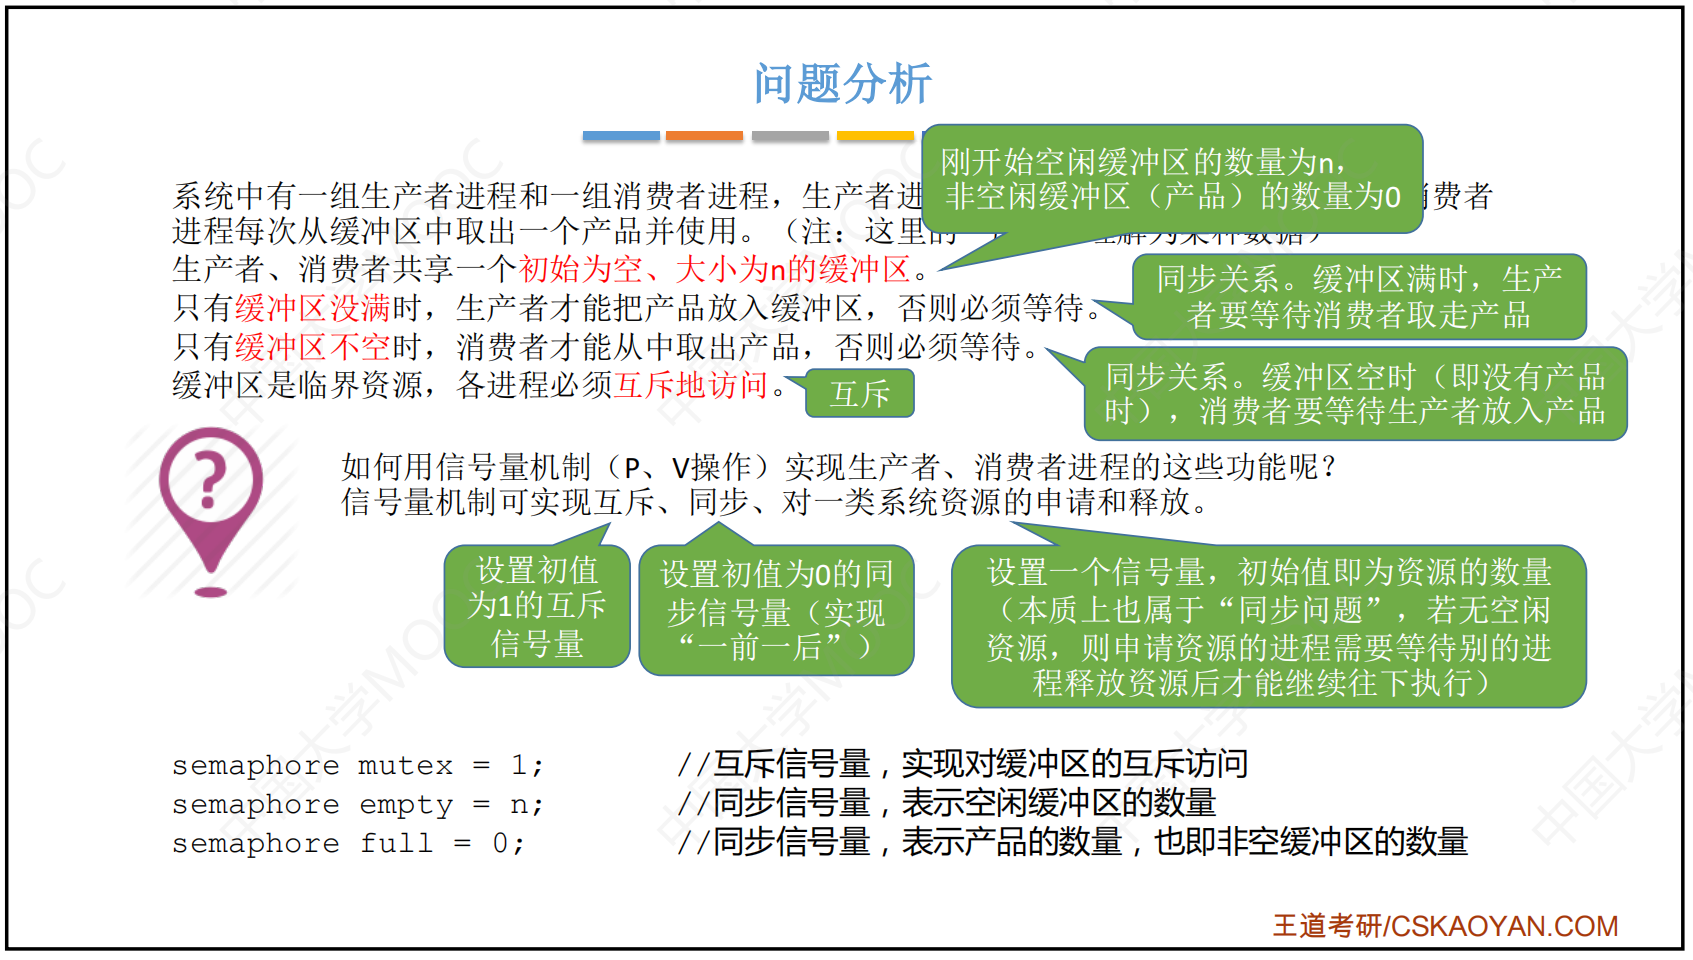 问题分析
刚开始空闲缓冲区的数量为n，
非空闲缓冲区（产品）的数量为0
系统中有一组生产者进程和一组消费者进程，生产者进
消费者
进程每次从缓冲区中取出一个产品并使用。（注：这里的
理解为某种数据）
生产者、消费者共享一个初始为空、大小为n的缓冲区。
只有缓冲区没满时，生产者才能把产品放入缓冲区，否则必须等待。
同步关系。缓冲区满时，生产
者要等待消费者取走产品
只有缓冲区不空时，消费者才能从中取出产品，否则必须等待。
同步关系。缓冲区空时（即没有产品
时），消费者要等待生产者放入产品
缓冲区是临界资源，各进程必须互斥地访问。
互斥
如何用信号量机制（P、V操作）实现生产者、消费者进程的这些功能呢？
信号量机制可实现互斥、同步、对一类系统资源的申请和释放。
设置初值
为1的互斥
信号量
设置初值为0的同
步信号量（实现
“一前一后”）
设置一个信号量，初始值即为资源的数量
（本质上也属于“同步问题”，若无空闲
资源，则申请资源的进程需要等待别的进
程释放资源后才能继续往下执行）
semaphore mutex = 1; //互斥信号量，实现对缓冲区的互斥访问
semaphore empty = n; //同步信号量，表示空闲缓冲区的数量
semaphore full = 0; //同步信号量，表示产品的数量，也即非空缓冲区的数量
王道考研/CSKAOYAN.COM
中国大学MOOC